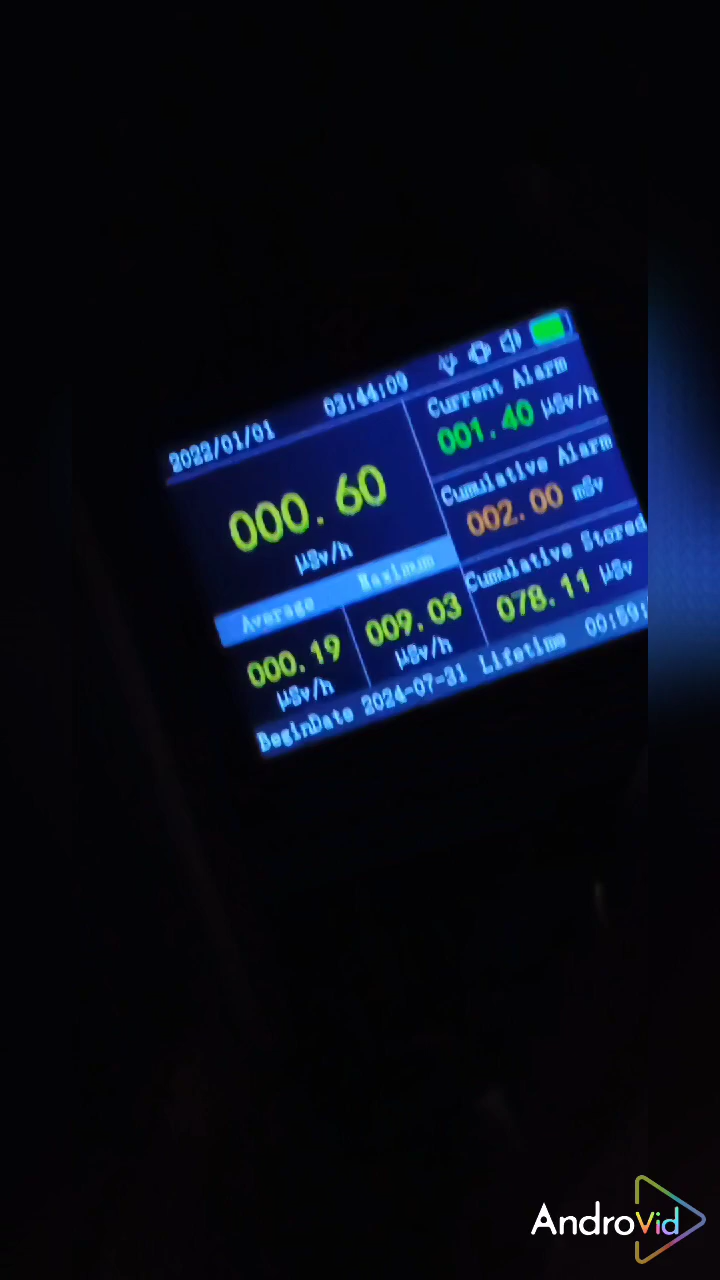 2022/01/01
03:44:09
000.60
µSv/h
Average
Maximum
000.19
µSv/h
009.03
µSv/h
Current Alarm
001.40 µSv/h
Cumulative Alarm
002.00 mSv
Cumulative Stored
078.11 µSv
BeginDate 2024-07-31 Lifetime 00:59:
AndroVid